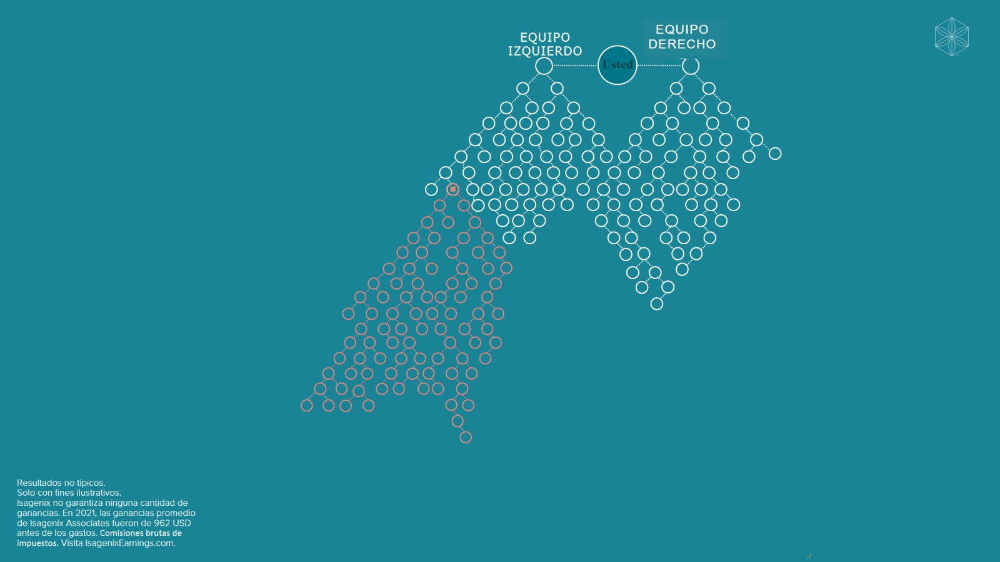 EQUIPO
IZQUIERDO
Usted
EQUIPO
DERECHO
Resultados no típicos.
Solo con fines ilustrativos.
Isagenix no garantiza ninguna cantidad de
ganancias. En 2021, las ganancias promedio
de Isagenix Associates fueron de 962 USD
antes de los gastos. Comisiones brutas de
impuestos. Visita IsagenixEarnings.com.